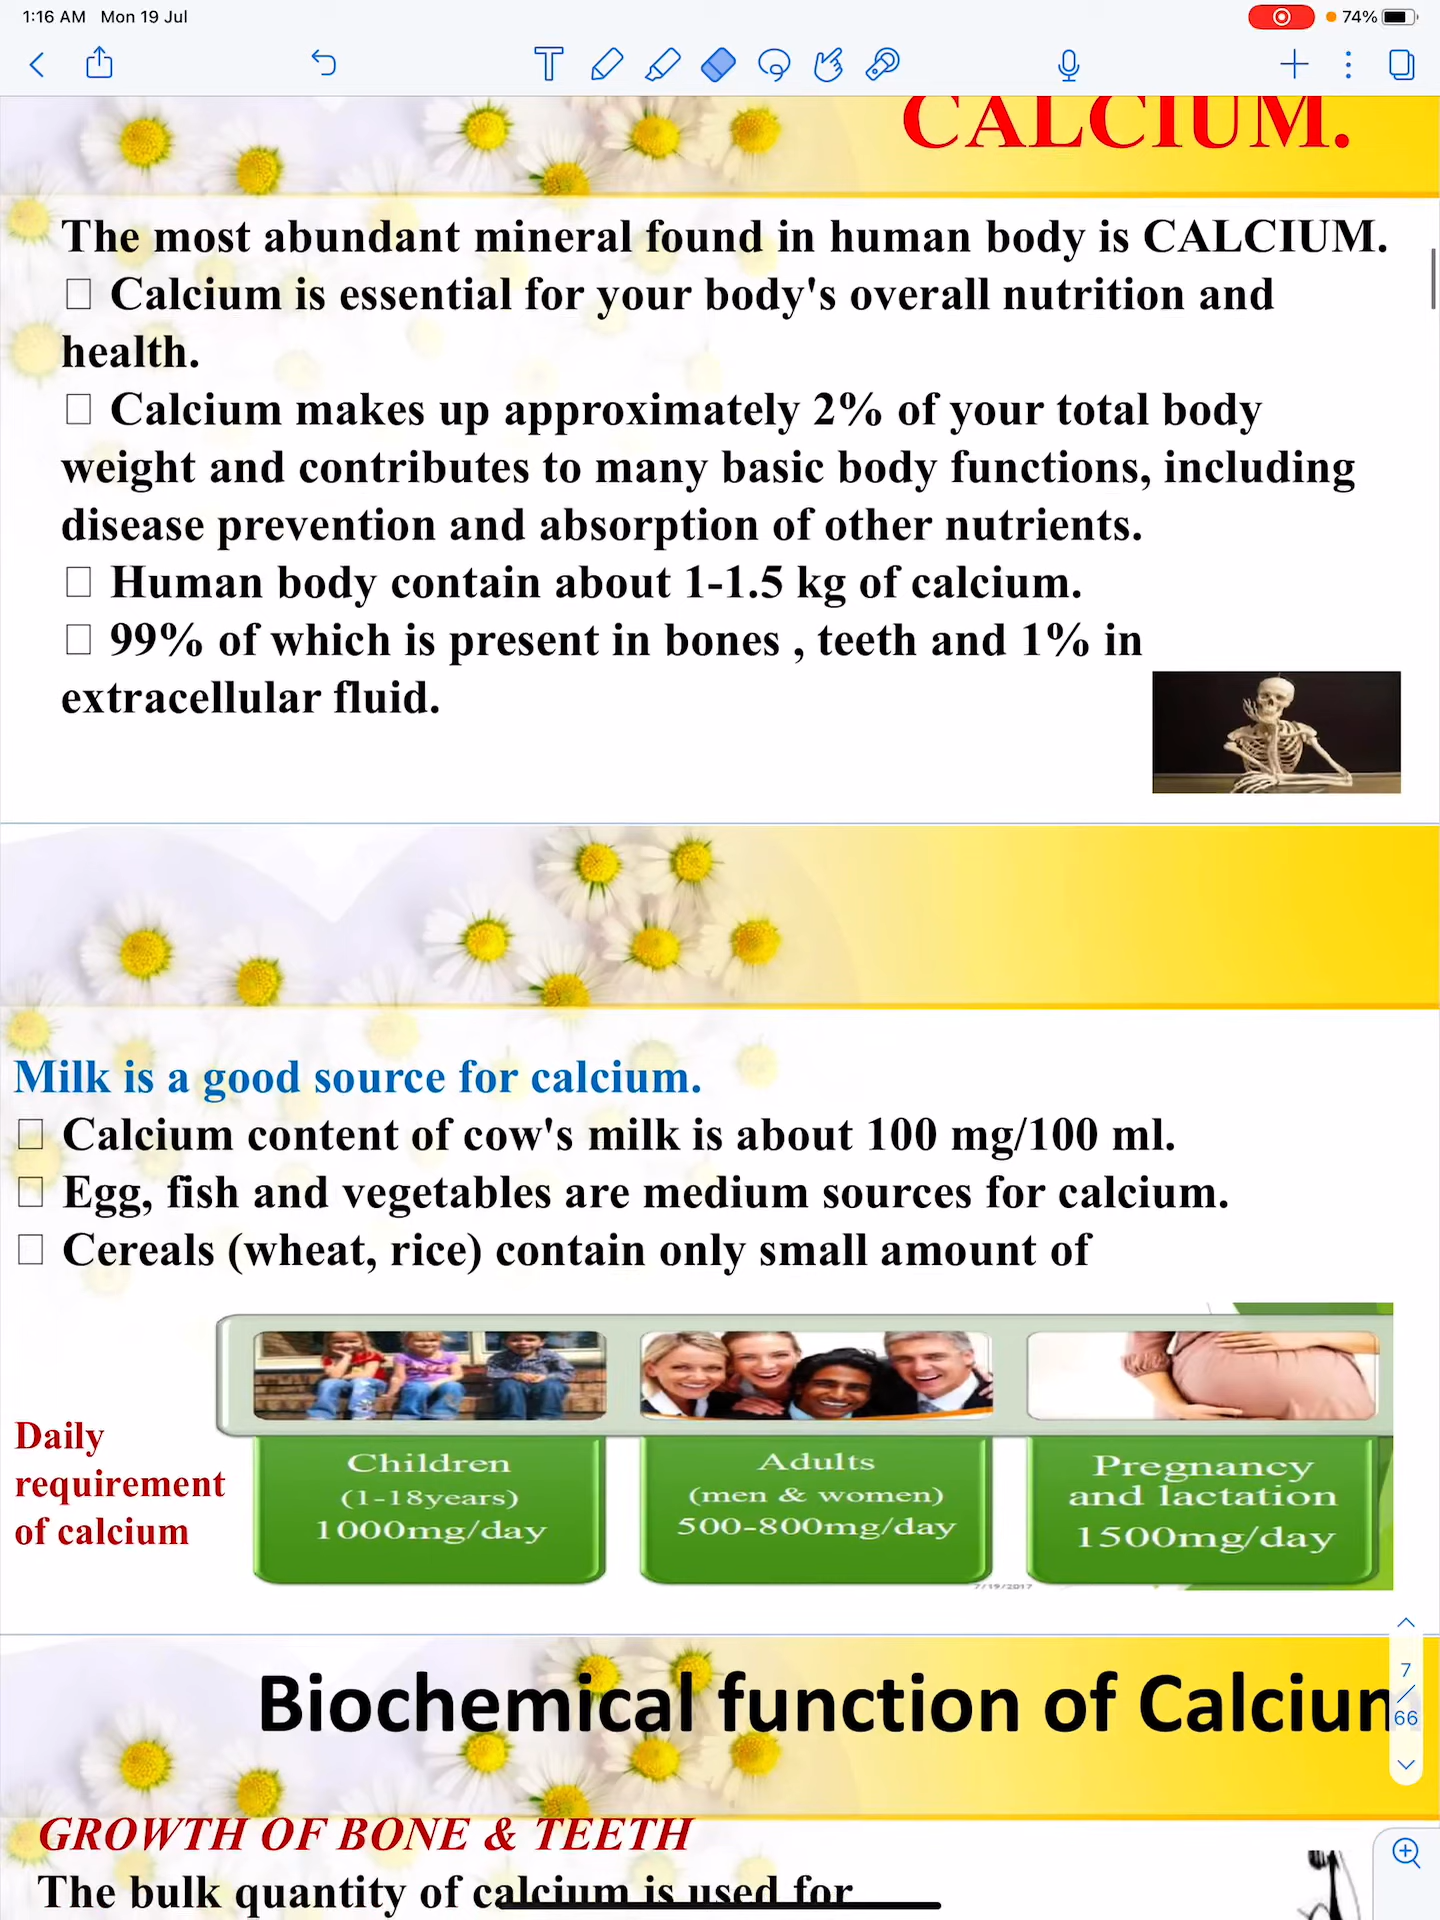 1:16 AM Mon 19 Jul
74%
CALCIUM.
The most abundant mineral found in human body is CALCIUM.
□ Calcium is essential for your body's overall nutrition and
health.
□ Calcium makes up approximately 2% of your total body
weight and contributes to many basic body functions, including
disease prevention and absorption of other nutrients.
□ Human body contain about 1-1.5 kg of calcium.
□ 99% of which is present in bones , teeth and 1% in
extracellular fluid.
Milk is a good source for calcium.
□ Calcium content of cow's milk is about 100 mg/100 ml.
□ Egg, fish and vegetables are medium sources for calcium.
□ Cereals (wheat, rice) contain only small amount of
Daily
requirement
of calcium
Children
(1-18years)
1000mg/day
Adults
(men & women)
500-800mg/day
Pregnancy
and lactation
1500mg/day
7/19/2017
7
/
66
Biochemical function of Calciun
GROWTH OF BONE & TEETH
The bulk quantity of calcium is used for